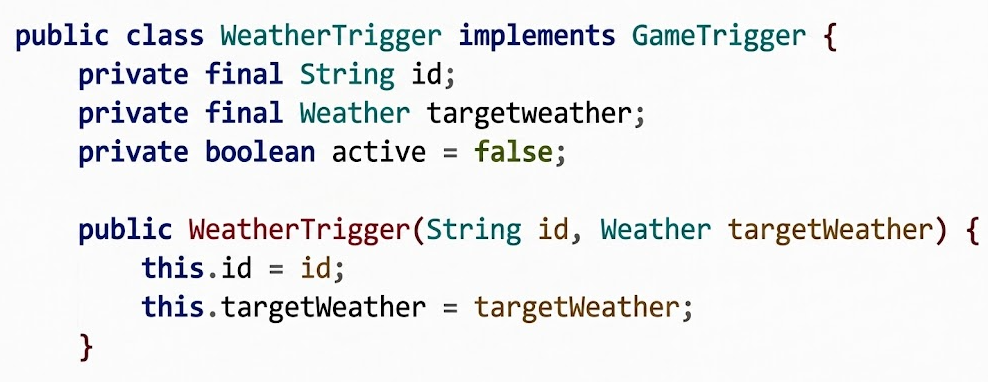 public class WeatherTrigger implements GameTrigger {
    private final String id;
    private final Weather targetweather;
    private boolean active = false;

    public WeatherTrigger(String id, Weather targetWeather) {
        this.id = id;
        this.targetWeather = targetWeather;
    }